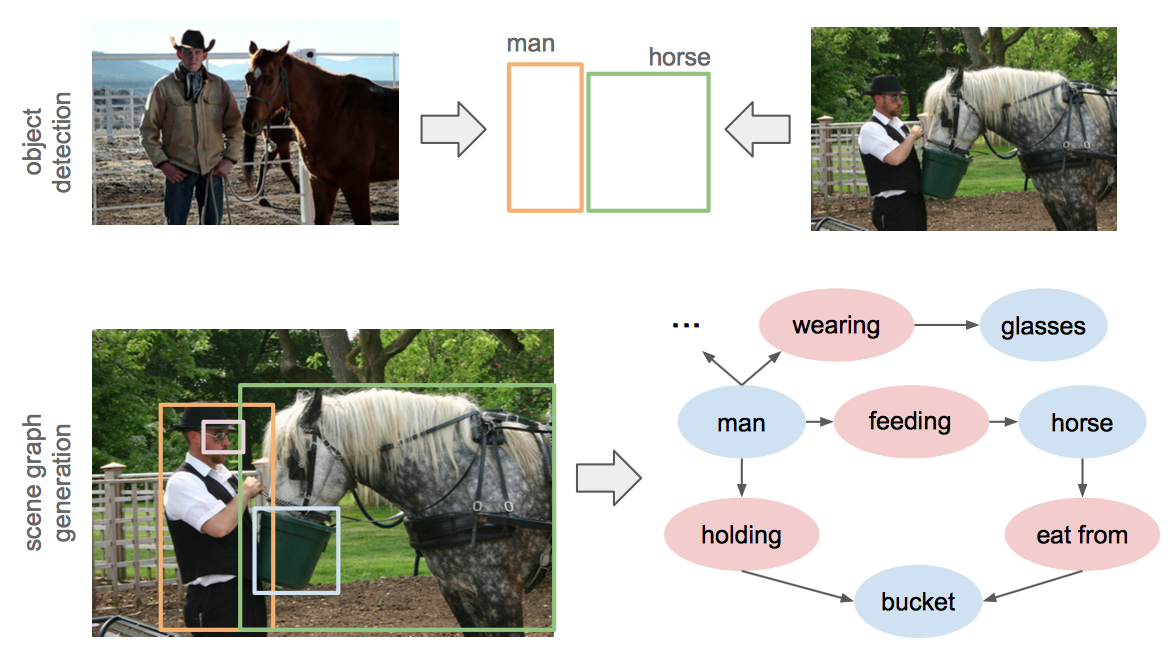 object
detection
man
horse
scene graph
generation
...
wearing
glasses
man
feeding
horse
holding
eat from
bucket